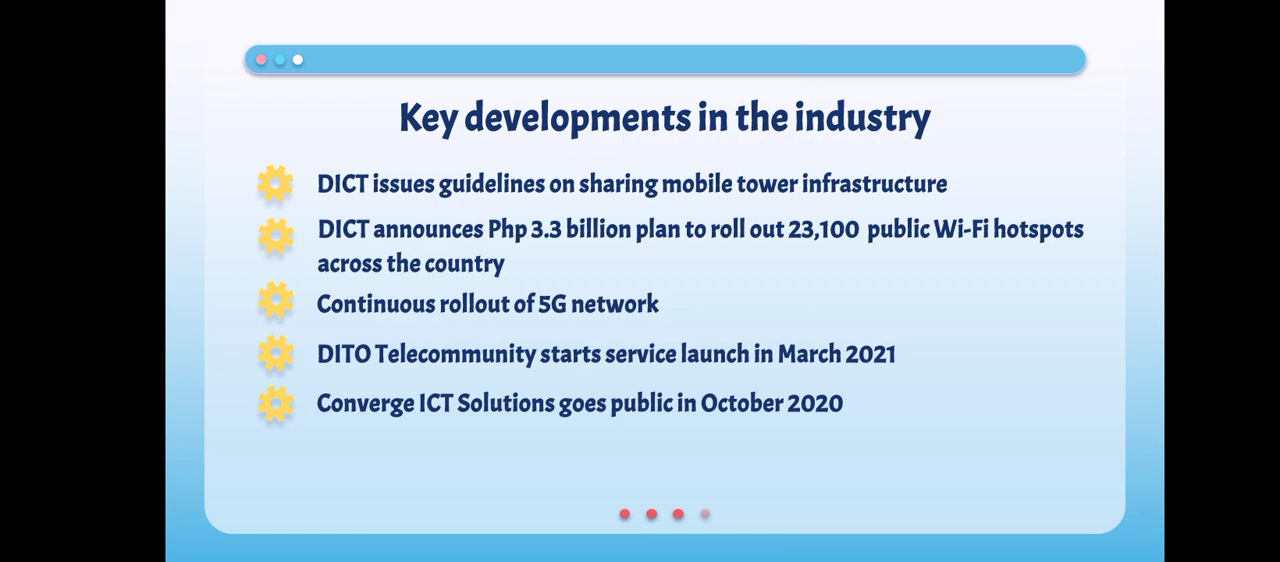 Key developments in the industry
DICT issues guidelines on sharing mobile tower infrastructure
DICT announces Php 3.3 billion plan to roll out 23,100 public Wi-Fi hotspots
across the country
Continuous rollout of 5G network
DITO Telecommunity starts service launch in March 2021
Converge ICT Solutions goes public in October 2020